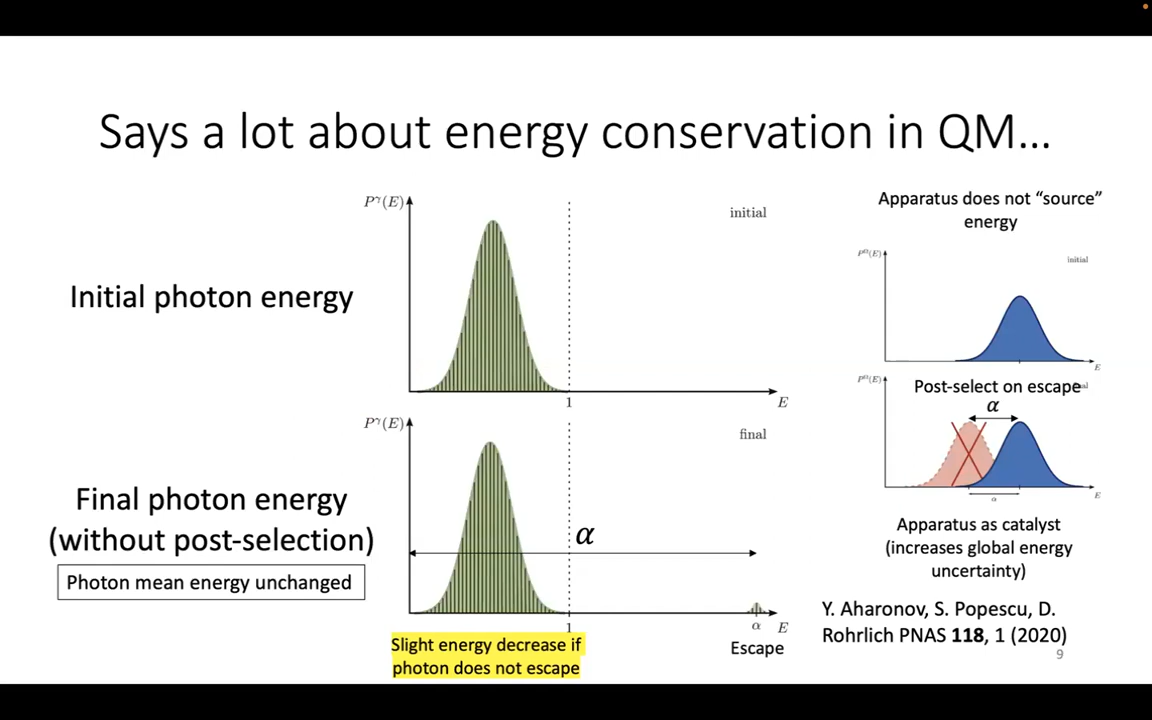 Says a lot about energy conservation in QM...
Initial photon energy
Pᵞ(E)
initial
1
E
Final photon energy
(without post-selection)
Photon mean energy unchanged
Pᵞ(E)
final
α
1
α
E
Slight energy decrease if
photon does not escape
Escape
Apparatus does not “source”
energy
initial
E
Post-select on escape
α
α
E
Apparatus as catalyst
(increases global energy
uncertainty)
Y. Aharonov, S. Popescu, D.
Rohrlich PNAS 118, 1 (2020)
9